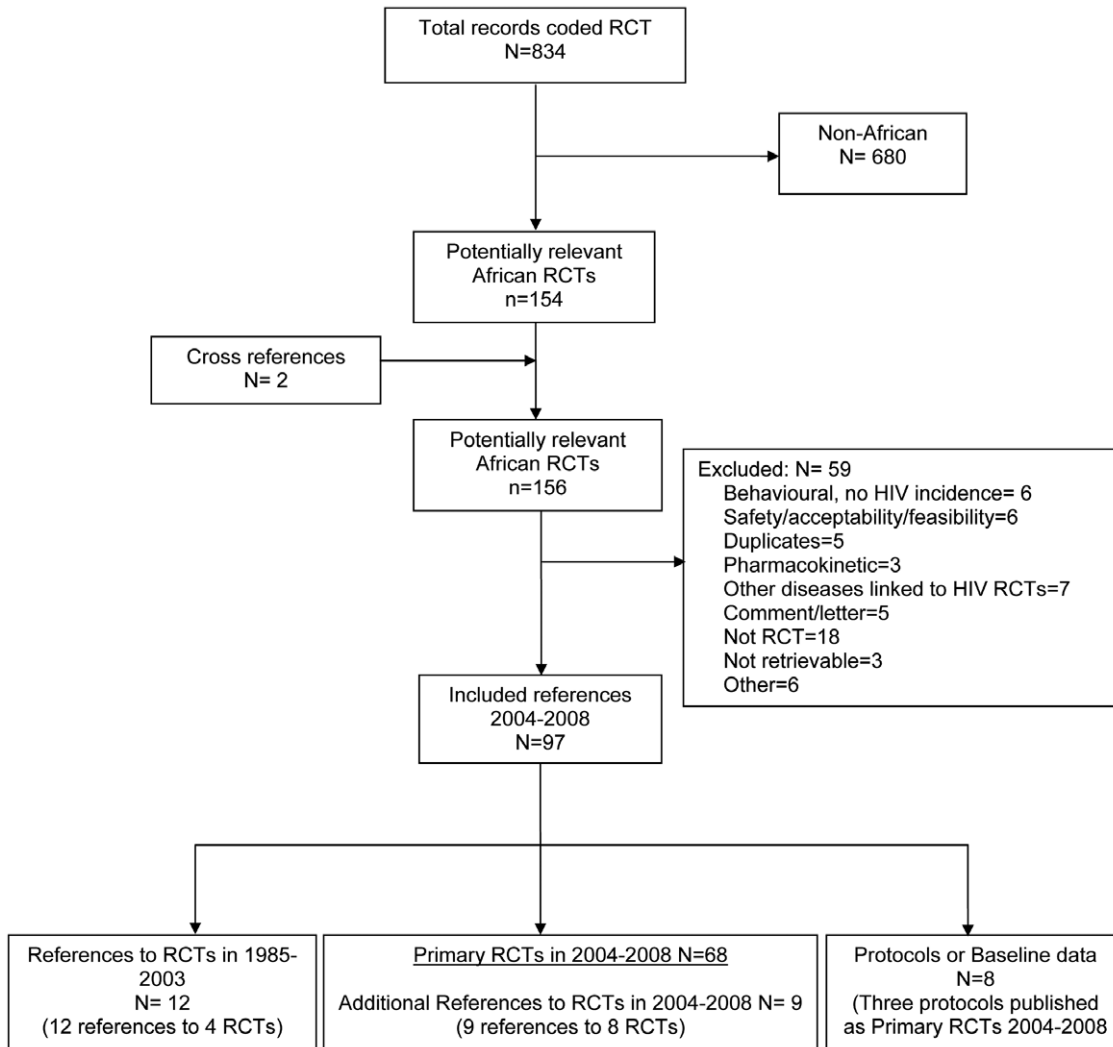 Total records coded RCT
N=834
Non-African
N= 680
Potentially relevant
African RCTs
n=154
Cross references
N= 2
Potentially relevant
African RCTs
n=156
Excluded: N= 59
Behavioural, no HIV incidence= 6
Safety/acceptability/feasibility=6
Duplicates=5
Pharmacokinetic=3
Other diseases linked to HIV RCTs=7
Comment/letter=5
Not RCT=18
Not retrievable=3
Other=6
Included references
2004-2008
N=97
References to RCTs in 1985-
2003
N= 12
(12 references to 4 RCTs)
Primary RCTs in 2004-2008 N=68
Additional References to RCTs in 2004-2008 N= 9
(9 references to 8 RCTs)
Protocols or Baseline data
N=8
(Three protocols published
as Primary RCTs 2004-2008